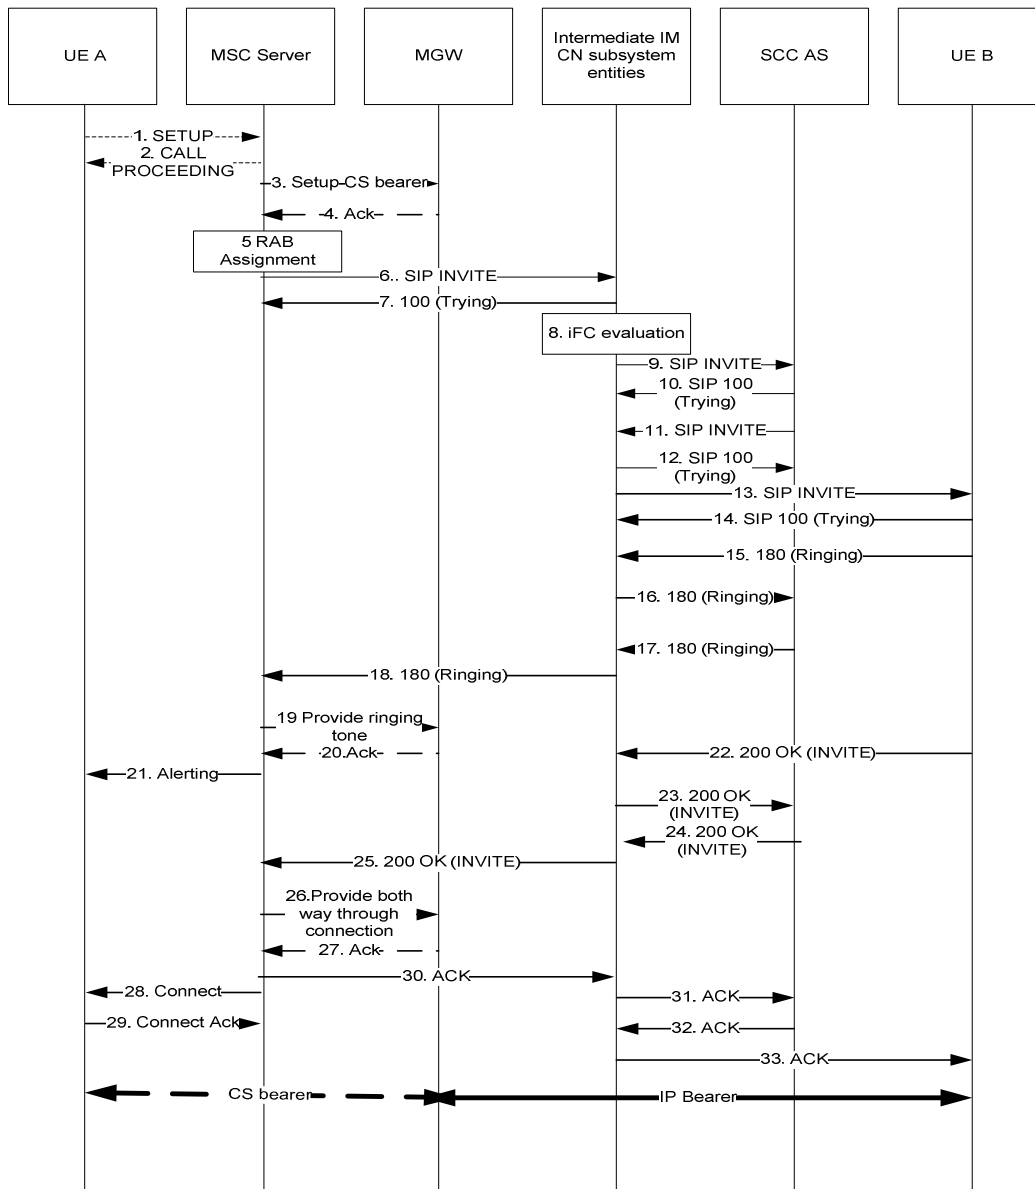 UE A
MSC Server
MGW
Intermediate IM
CN subsystem
entities
SCC AS
UE B
1. SETUP
2. CALL
PROCEEDING
3. Setup CS bearer
4. Ack
5 RAB
Assignment
6.. SIP INVITE
7. 100 (Trying)
8. iFC evaluation
9. SIP INVITE
10. SIP 100
(Trying)
11. SIP INVITE
12. SIP 100
(Trying)
13. SIP INVITE
14. SIP 100 (Trying)
15. 180 (Ringing)
16. 180 (Ringing)
17. 180 (Ringing)
18. 180 (Ringing)
19 Provide ringing
tone
20.Ack
22. 200 OK (INVITE)
21. Alerting
23. 200 OK
(INVITE)
24. 200 OK
(INVITE)
25. 200 OK (INVITE)
26.Provide both
way through
connection
27. Ack
30. ACK
28. Connect
31. ACK
29. Connect Ack
32. ACK
33. ACK
CS bearer
IP Bearer